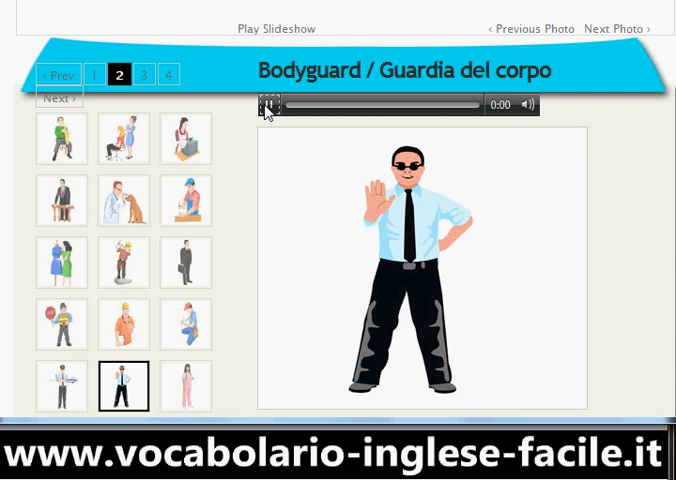 Play Slideshow ‹ Previous Photo Next Photo ›
‹ Prev 1 2 3 4
Next ›
Bodyguard / Guardia del corpo
0:00
STOP
www.vocabolario-inglese-facile.it